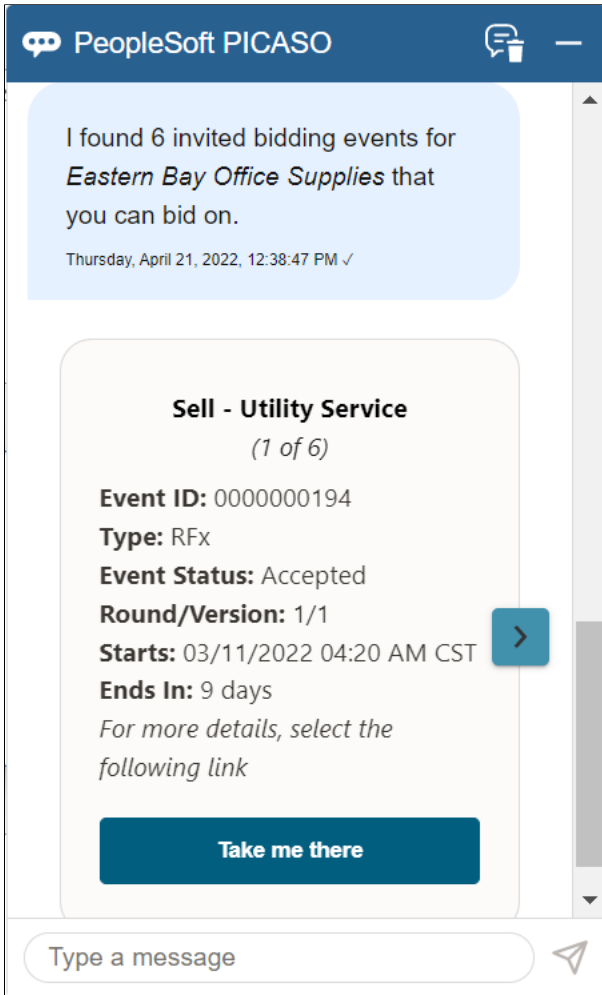 PeopleSoft PICASO
I found 6 invited bidding events for
Eastern Bay Office Supplies that
you can bid on.
Thursday, April 21, 2022, 12:38:47 PM ✓
Sell - Utility Service
(1 of 6)
Event ID: 0000000194
Type: RFx
Event Status: Accepted
Round/Version: 1/1
Starts: 03/11/2022 04:20 AM CST
Ends In: 9 days
For more details, select the
following link
Take me there
Type a message